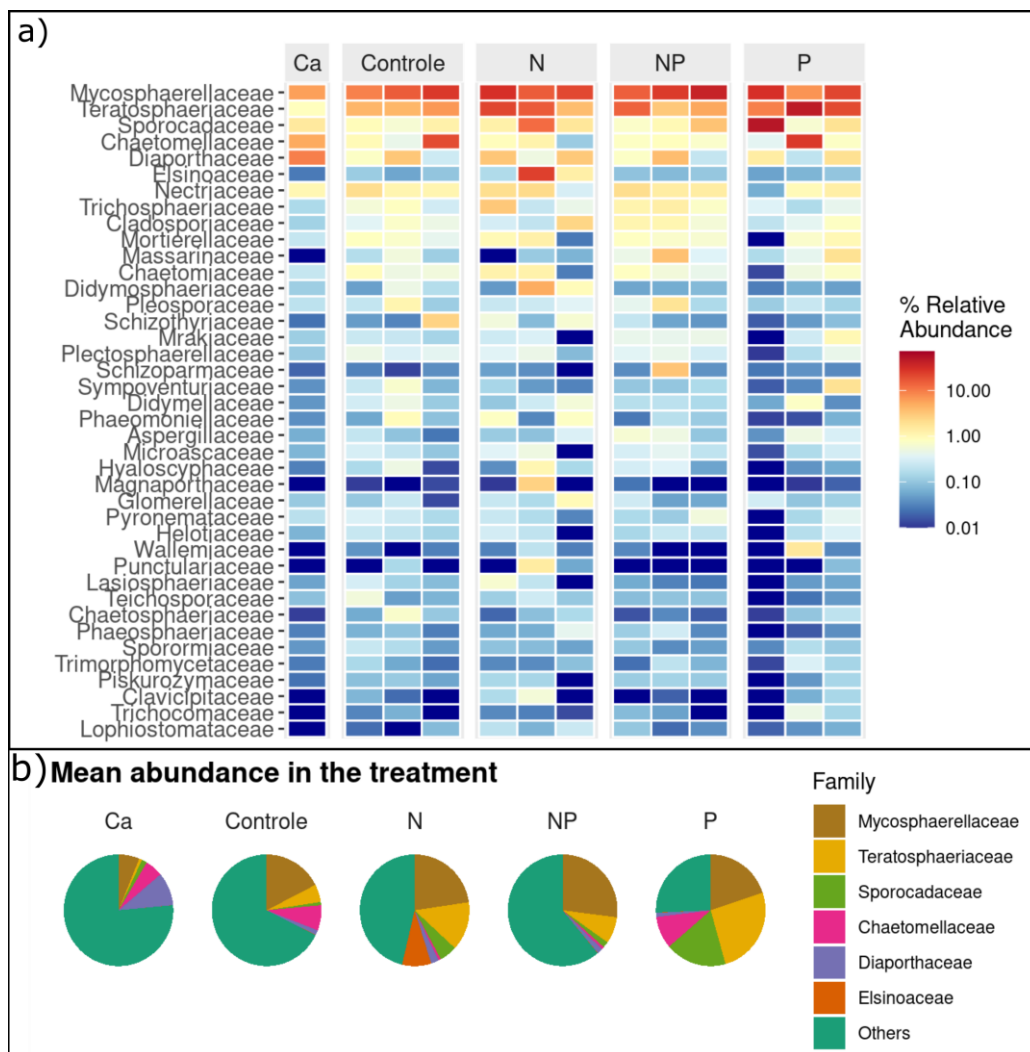 a)
Ca Controle N NP P
Mycosphaerellaceae
Teratosphaeriaceae
Sporocadaceae
Chaetomellaceae
Diaporthaceae
Elsinoaceae
Nectriaceae
Trichosphaeriaceae
Cladosporiaceae
Mortierellaceae
Massarinaceae
Chaetomiaceae
Didymosphaeriaceae
Pleosporaceae
Schizothyriaceae
Mrakiaceae
Plectosphaerellaceae
Schizoparmaceae
Sympoventuriaceae
Didymellaceae
Phaeomoniellaceae
Aspergillaceae
Microascaceae
Hyaloscyphaceae
Magnaporthaceae
Glomerellaceae
Pyronemataceae
Helotiaceae
Wallemiaceae
Punctulariaceae
Lasiosphaeriaceae
Teichosporaceae
Chaetosphaeriaceae
Phaeosphaeriaceae
Sporormiaceae
Trimorphomycetaceae
Piskurozymaceae
Clavicipitaceae
Trichocomaceae
Lophiostomataceae
% Relative
Abundance
10.00
1.00
0.10
0.01
b) Mean abundance in the treatment
Ca Controle N NP P
Family
Mycosphaerellaceae
Teratosphaeriaceae
Sporocadaceae
Chaetomellaceae
Diaporthaceae
Elsinoaceae
Others